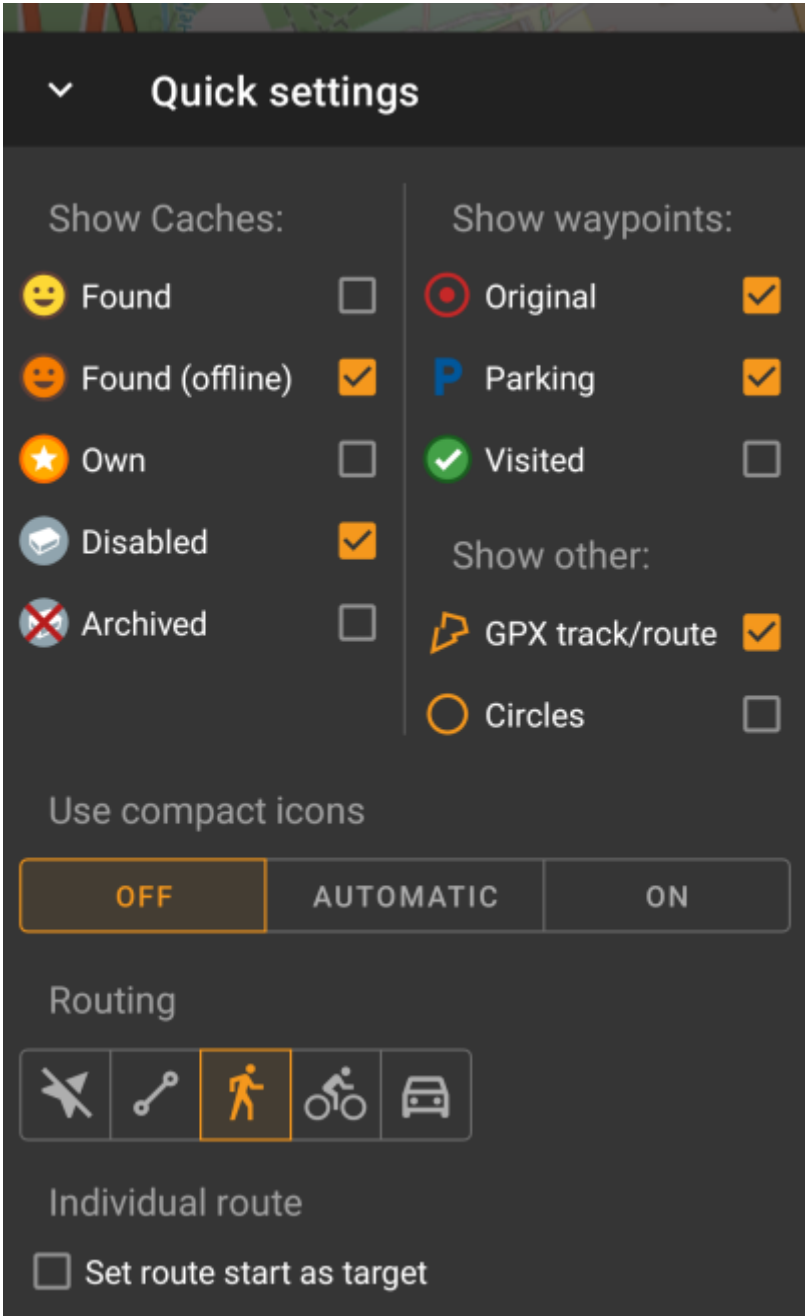 Quick settings
Show Caches:
Found
Found (offline)
Own
Disabled
Archived
Show waypoints:
Original
P Parking
Visited
Show other:
GPX track/route
Circles
Use compact icons
OFF AUTOMATIC ON
Routing
Individual route
Set route start as target